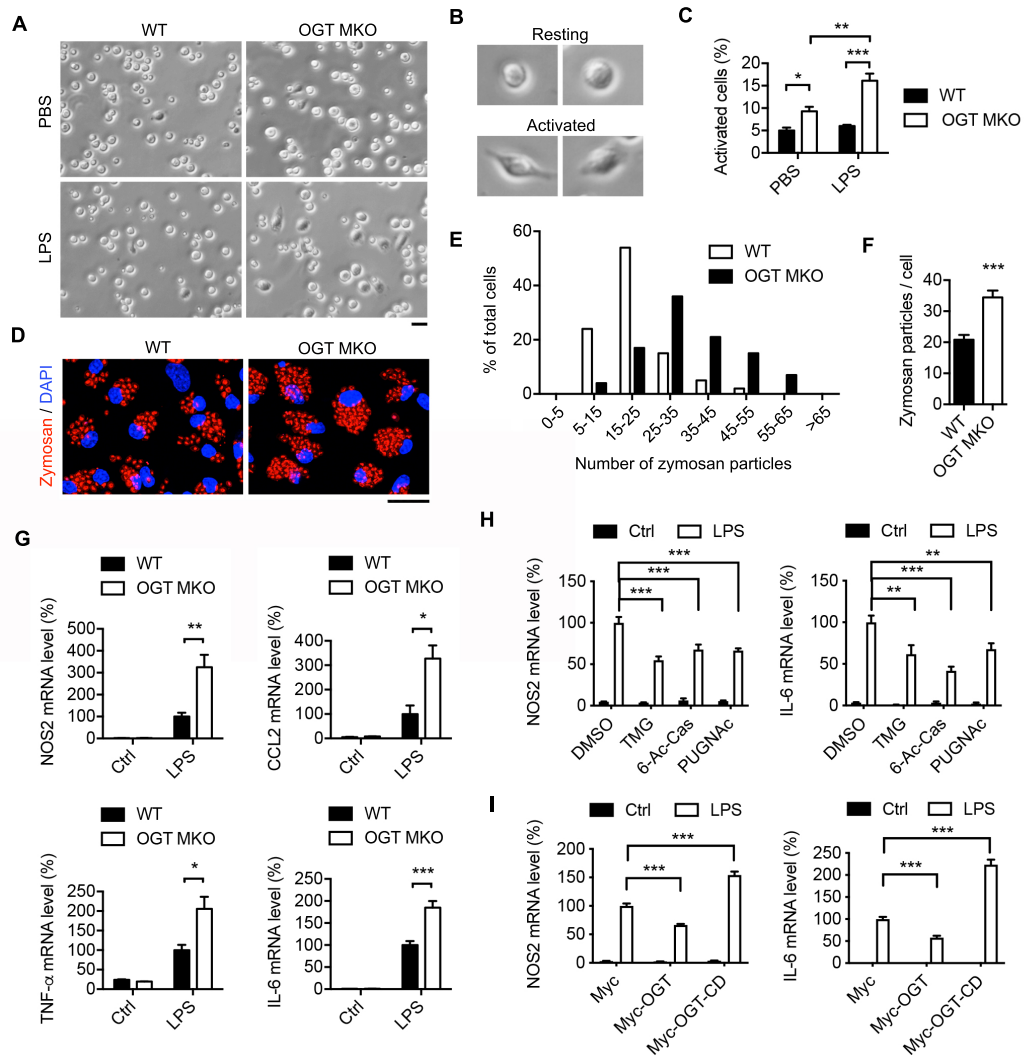 A
WT
OGT MKO
PBS
LPS
B
Resting
Activated
C
Activated cells (%)
20
15
10
5
0
**
*
***
PBS
LPS
WT
OGT MKO
D
WT
OGT MKO
Zymosan / DAPI
E
% of total cells
60
40
20
0
WT
OGT MKO
0-5
5-15
15-25
25-35
35-45
45-55
55-65
>65
Number of zymosan particles
F
Zymosan particles / cell
40
30
20
10
0
***
WT
OGT MKO
G
WT
OGT MKO
NOS2 mRNA level (%)
500
400
300
200
100
0
**
Ctrl
LPS
WT
OGT MKO
CCL2 mRNA level (%)
400
300
200
100
0
*
Ctrl
LPS
WT
OGT MKO
TNF-α mRNA level (%)
250
200
150
100
50
0
*
Ctrl
LPS
WT
OGT MKO
IL-6 mRNA level (%)
250
200
150
100
50
0
***
Ctrl
LPS
H
Ctrl
LPS
NOS2 mRNA level (%)
150
100
50
0
***
***
***
DMSO
TMG
6-Ac-Cas
PUGNAc
Ctrl
LPS
IL-6 mRNA level (%)
150
100
50
0
**
***
**
DMSO
TMG
6-Ac-Cas
PUGNAc
I
Ctrl
LPS
NOS2 mRNA level (%)
200
150
100
50
0
***
***
Myc
Myc-OGT
Myc-OGT-CD
Ctrl
LPS
IL-6 mRNA level (%)
250
200
150
100
50
0
***
***
Myc
Myc-OGT
Myc-OGT-CD